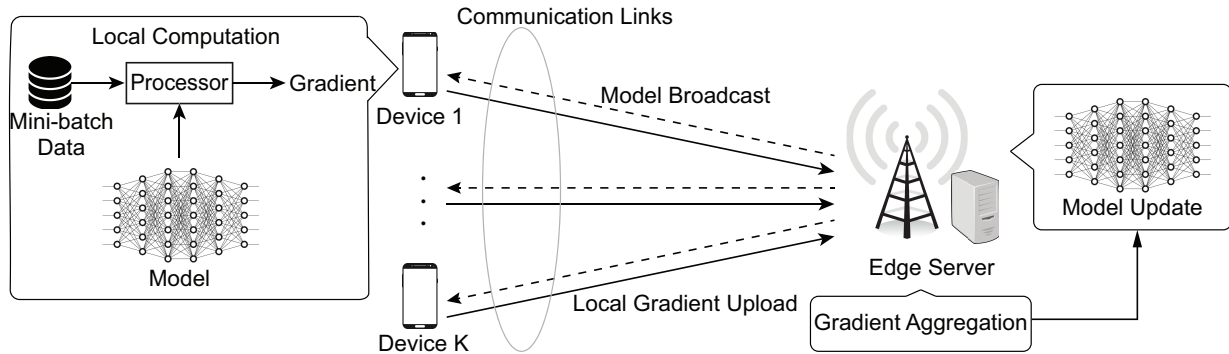 Communication Links
Local Computation
Processor
Gradient
Mini-batch
Data
Model
Device 1
Model Broadcast
Device K
Local Gradient Upload
Edge Server
Gradient Aggregation
Model Update